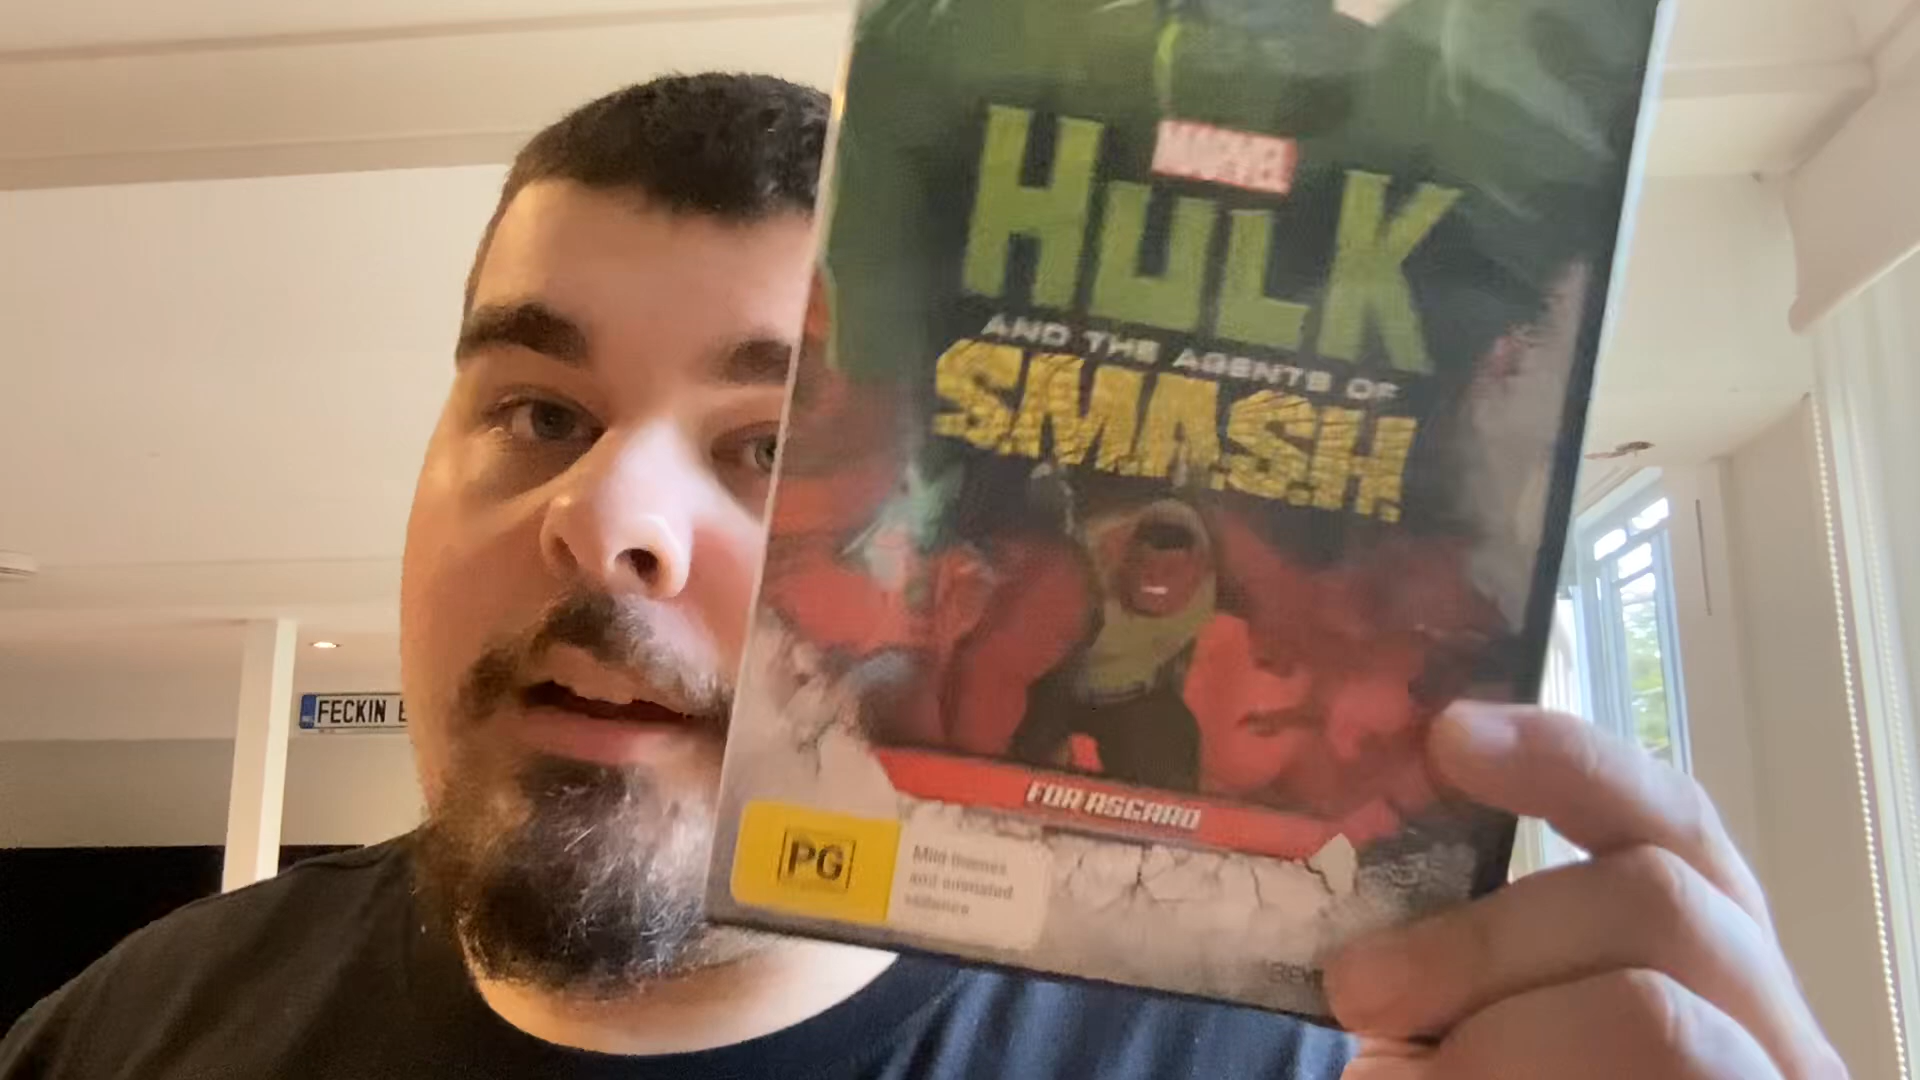 MARVEL
HULK
AND THE AGENTS OF
S.M.A.S.H.
FECKIN
FOR ASGARD
PG
Mild themes
and animated
violence